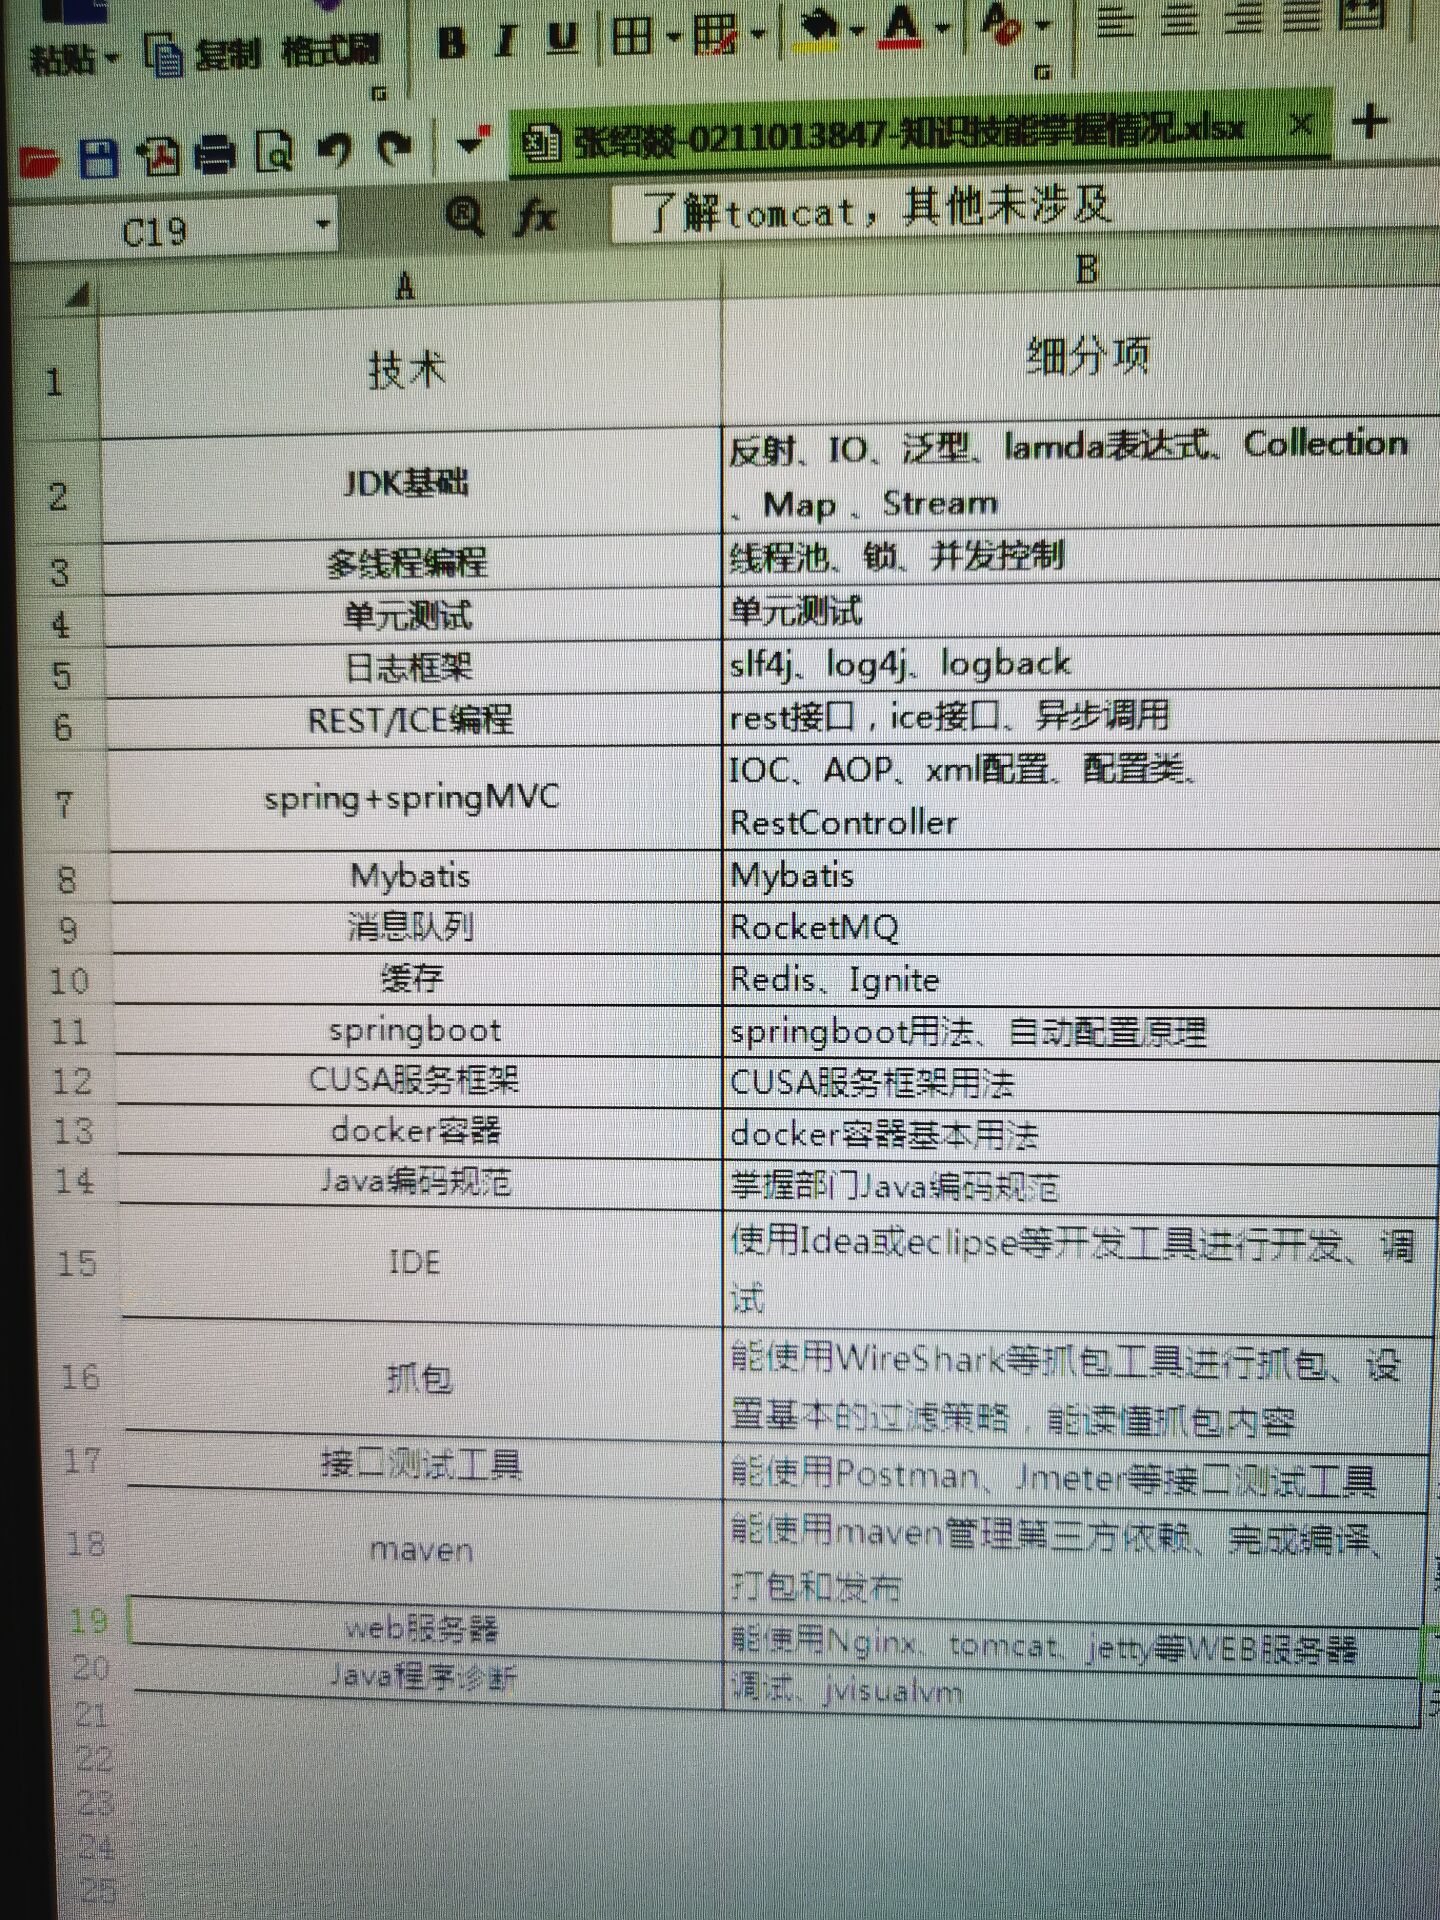 粘贴 复制 格式刷 B I U A
张绍燚-0211013847-知识技能掌握情况.xlsx × +
C19 fx 了解tomcat，其他未涉及
A B
1 技术 细分项
2 JDK基础 反射、IO、泛型、lamda表达式、Collection
、Map 、Stream
3 多线程编程 线程池、锁、并发控制
4 单元测试 单元测试
5 日志框架 slf4j、log4j、logback
6 REST/ICE编程 rest接口，ice接口、异步调用
7 spring+springMVC IOC、AOP、xml配置、配置类、
RestController
8 Mybatis Mybatis
9 消息队列 RocketMQ
10 缓存 Redis、Ignite
11 springboot springboot用法、自动配置原理
12 CUSA服务框架 CUSA服务框架用法
13 docker容器 docker容器基本用法
14 Java编码规范 掌握部门Java编码规范
15 IDE 使用Idea或eclipse等开发工具进行开发、调
试
16 抓包 能使用WireShark等抓包工具进行抓包、设
置基本的过滤策略，能读懂抓包内容
17 接口测试工具 能使用Postman、Jmeter等接口测试工具
18 maven 能使用maven管理第三方依赖、完成编译、
打包和发布
19 web服务器 能使用Nginx、tomcat、jetty等WEB服务器
20 Java程序诊断 调试、jvisualvm
21
22
23
24
25